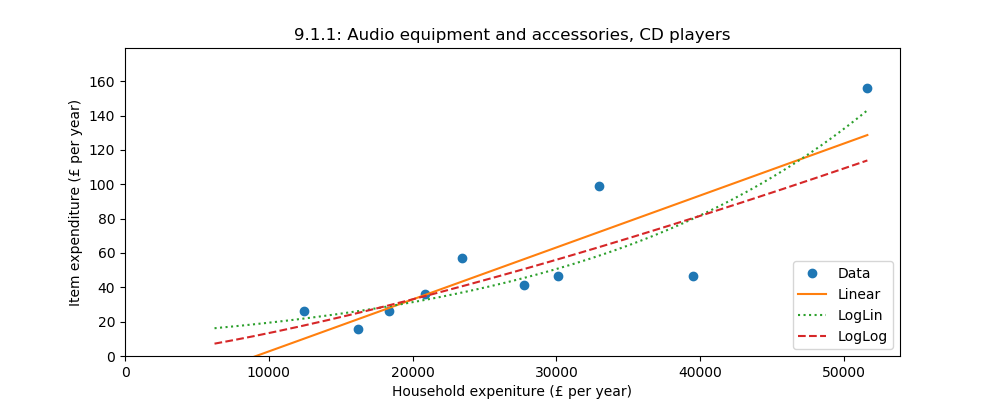 9.1.1: Audio equipment and accessories, CD players
Item expenditure (£ per year)
160
140
120
100
80
60
40
20
0
0 10000 20000 30000 40000 50000
Household expeniture (£ per year)
Data
Linear
LogLin
LogLog